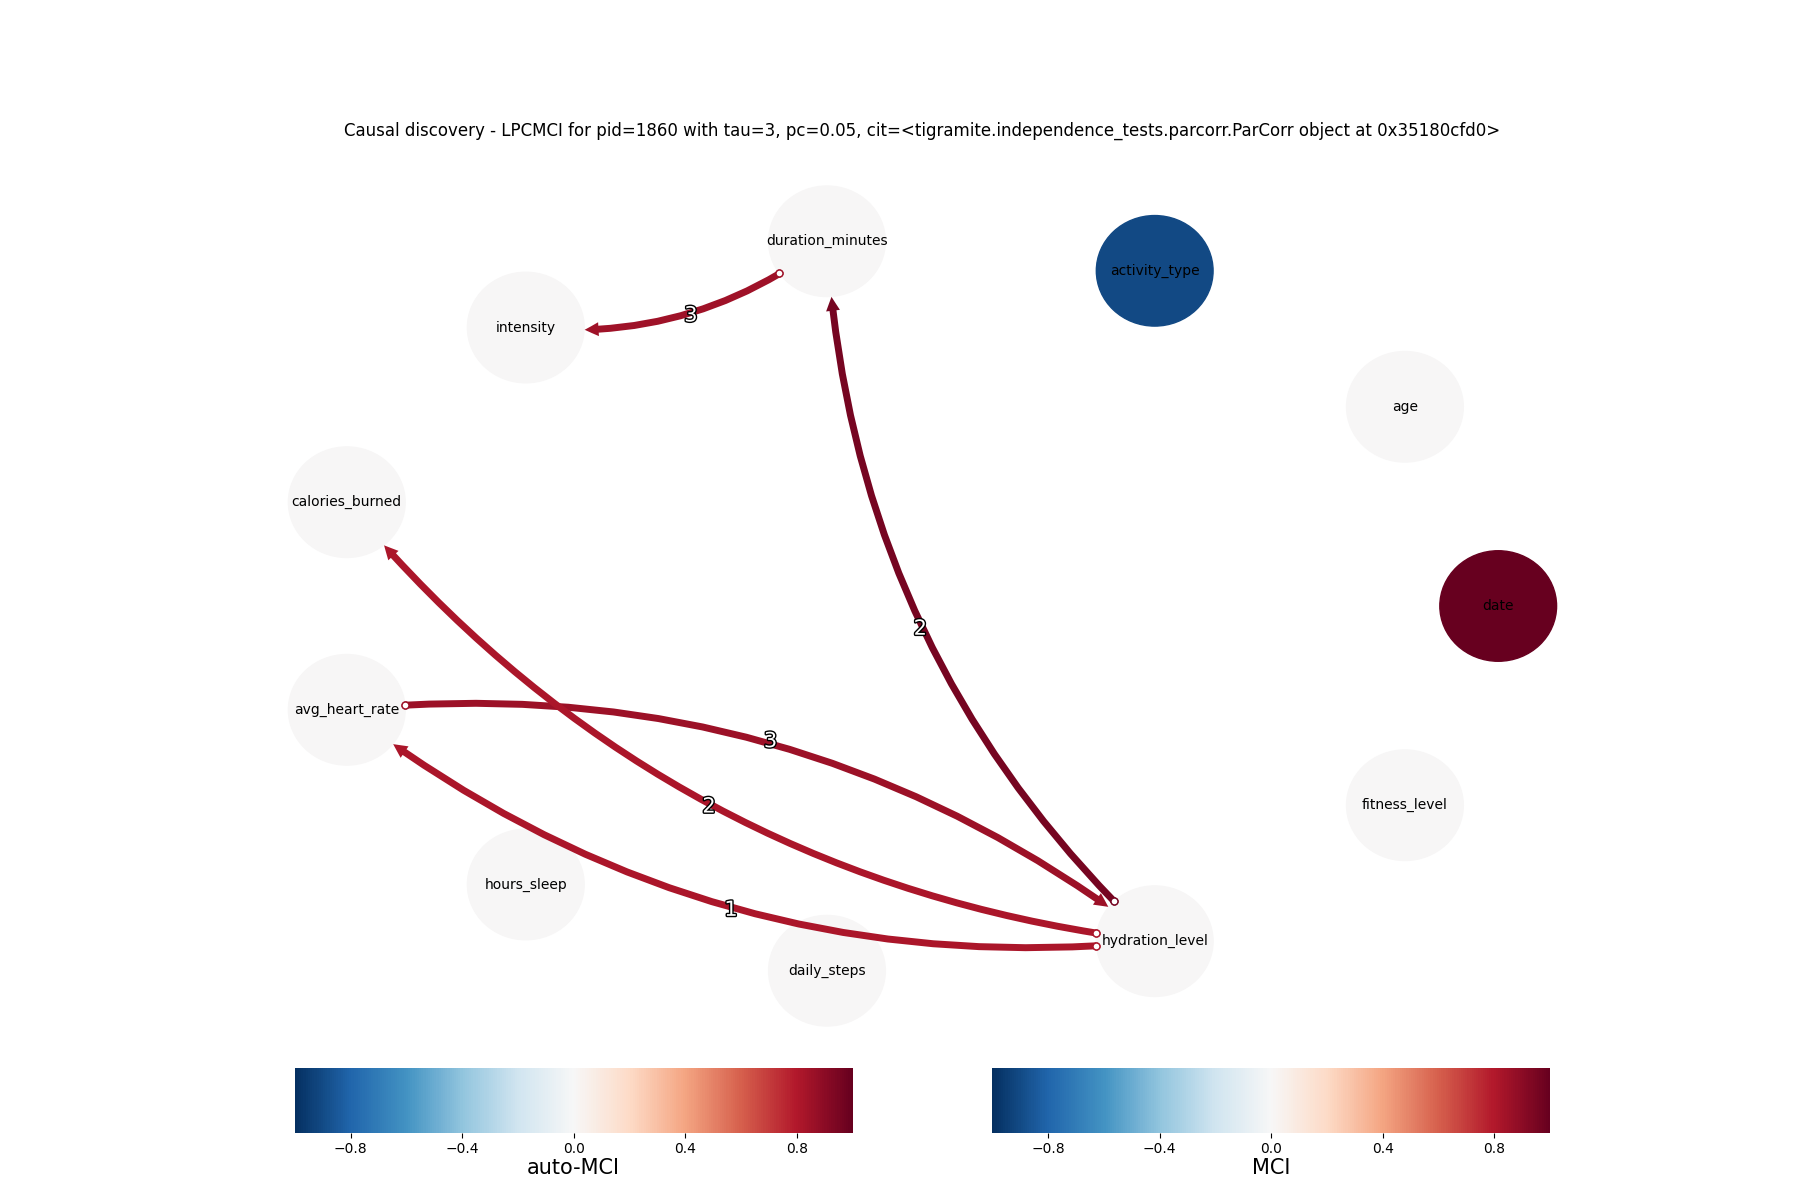 Causal discovery - LPCMCI for pid=1860 with tau=3, pc=0.05, cit=<tigramite.independence_tests.parcorr.ParCorr object at 0x35180cfd0>
duration_minutes
activity_type
3
intensity
age
calories_burned
date
2
avg_heart_rate
3
2
fitness_level
hours_sleep
1
hydration_level
daily_steps
−0.8 −0.4 0.0 0.4 0.8
auto-MCI
−0.8 −0.4 0.0 0.4 0.8
MCI